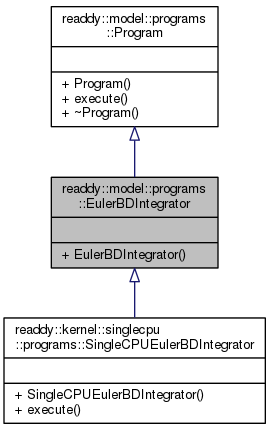 readdy::model::programs
::Program
+ Program()
+ execute()
+ ~Program()
readdy::model::programs
::EulerBDIntegrator
+ EulerBDIntegrator()
readdy::kernel::singlecpu
::programs::SingleCPUEulerBDIntegrator
+ SingleCPUEulerBDIntegrator()
+ execute()